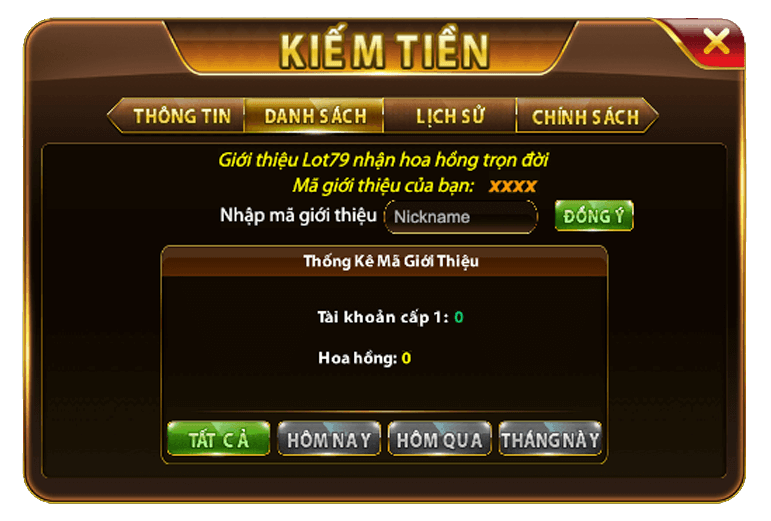 KIẾM TIỀN
THÔNG TIN DANH SÁCH LỊCH SỬ CHÍNH SÁCH
Giới thiệu Lot79 nhận hoa hồng trọn đời
Mã giới thiệu của bạn: XXXX
Nhập mã giới thiệu Nickname ĐỒNG Ý
Thống Kê Mã Giới Thiệu
Tài khoản cấp 1: 0
Hoa hồng: 0
TẤT CẢ HÔM NAY HÔM QUA THÁNG NÀY